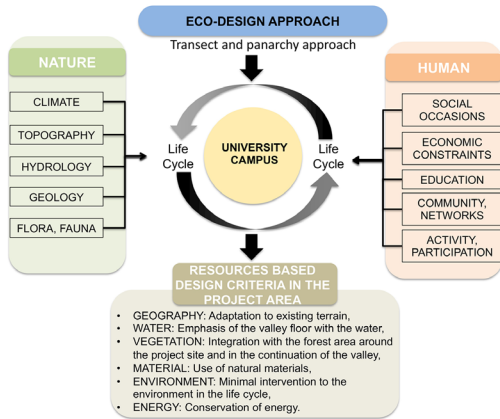 ECO-DESIGN APPROACH
Transect and panarchy approach
NATURE
CLIMATE
TOPOGRAPHY
HYDROLOGY
GEOLOGY
FLORA, FAUNA
Life
Cycle
UNIVERSITY
CAMPUS
Life
Cycle
HUMAN
SOCIAL
OCCASIONS
ECONOMIC
CONSTRAINTS
EDUCATION
COMMUNITY,
NETWORKS
ACTIVITY,
PARTICIPATION
RESOURCES BASED
DESIGN CRITERIA IN THE
PROJECT AREA
• GEOGRAPHY: Adaptation to existing terrain,
• WATER: Emphasis of the valley floor with the water,
• VEGETATION: Integration with the forest area around
the project site and in the continuation of the valley,
• MATERIAL: Use of natural materials,
• ENVIRONMENT: Minimal intervention to the
environment in the life cycle,
• ENERGY: Conservation of energy.